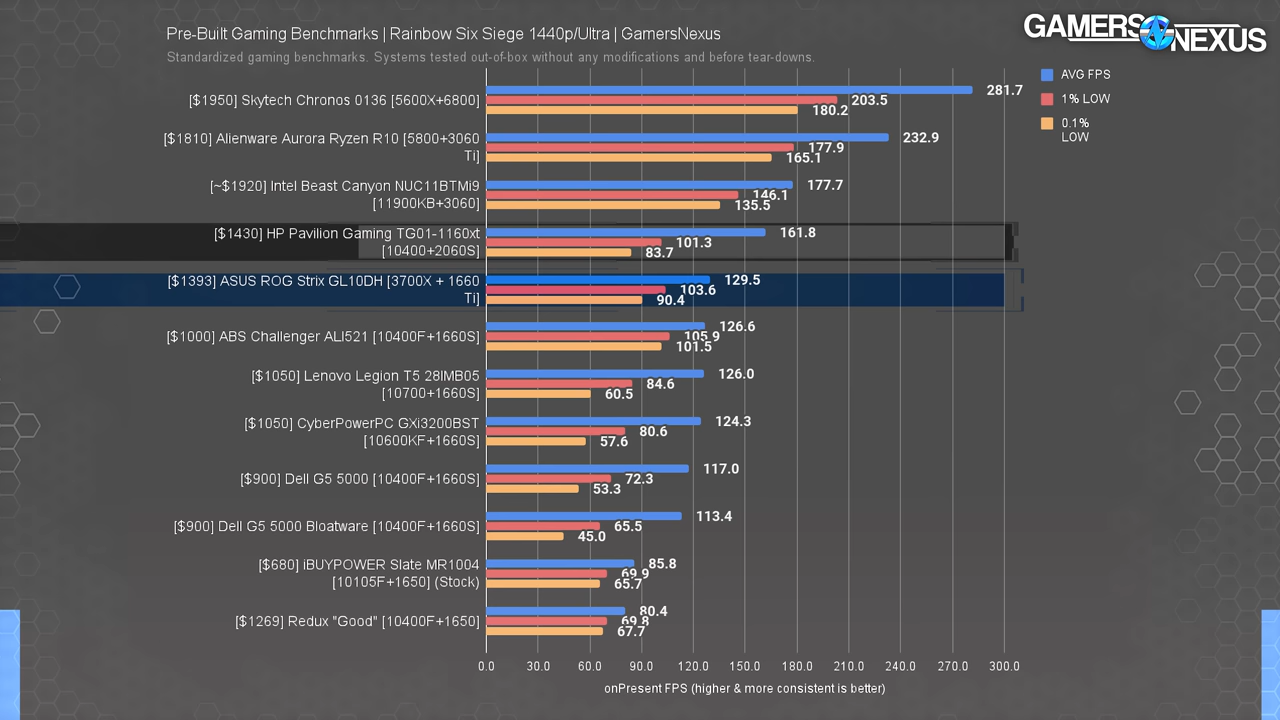 Pre-Built Gaming Benchmarks | Rainbow Six Siege 1440p/Ultra | GamersNexus
GAMERS NEXUS
Standardized gaming benchmarks. Systems tested out-of-box without any modifications and before tear-downs.
AVG FPS
1% LOW
0.1%
LOW
[$1950] Skytech Chronos 0136 [5600X+6800]
281.7
203.5
180.2
[$1810] Alienware Aurora Ryzen R10 [5800+3060
Ti]
232.9
177.9
165.1
[~$1920] Intel Beast Canyon NUC11BTMi9
[11900KB+3060]
177.7
146.1
135.5
[$1430] HP Pavilion Gaming TG01-1160xt
[10400+2060S]
161.8
101.3
83.7
[$1393] ASUS ROG Strix GL10DH [3700X + 1660
Ti]
129.5
103.6
90.4
[$1000] ABS Challenger ALI521 [10400F+1660S]
126.6
105.9
101.5
[$1050] Lenovo Legion T5 28IMB05
[10700+1660S]
126.0
84.6
60.5
[$1050] CyberPowerPC GXi3200BST
[10600KF+1660S]
124.3
80.6
57.6
[$900] Dell G5 5000 [10400F+1660S]
117.0
72.3
53.3
[$900] Dell G5 5000 Bloatware [10400F+1660S]
113.4
65.5
45.0
[$680] iBUYPOWER Slate MR1004
[10105F+1650] (Stock)
85.8
69.9
65.7
[$1269] Redux "Good" [10400F+1650]
80.4
69.8
67.7
0.0 30.0 60.0 90.0 120.0 150.0 180.0 210.0 240.0 270.0 300.0
onPresent FPS (higher & more consistent is better)